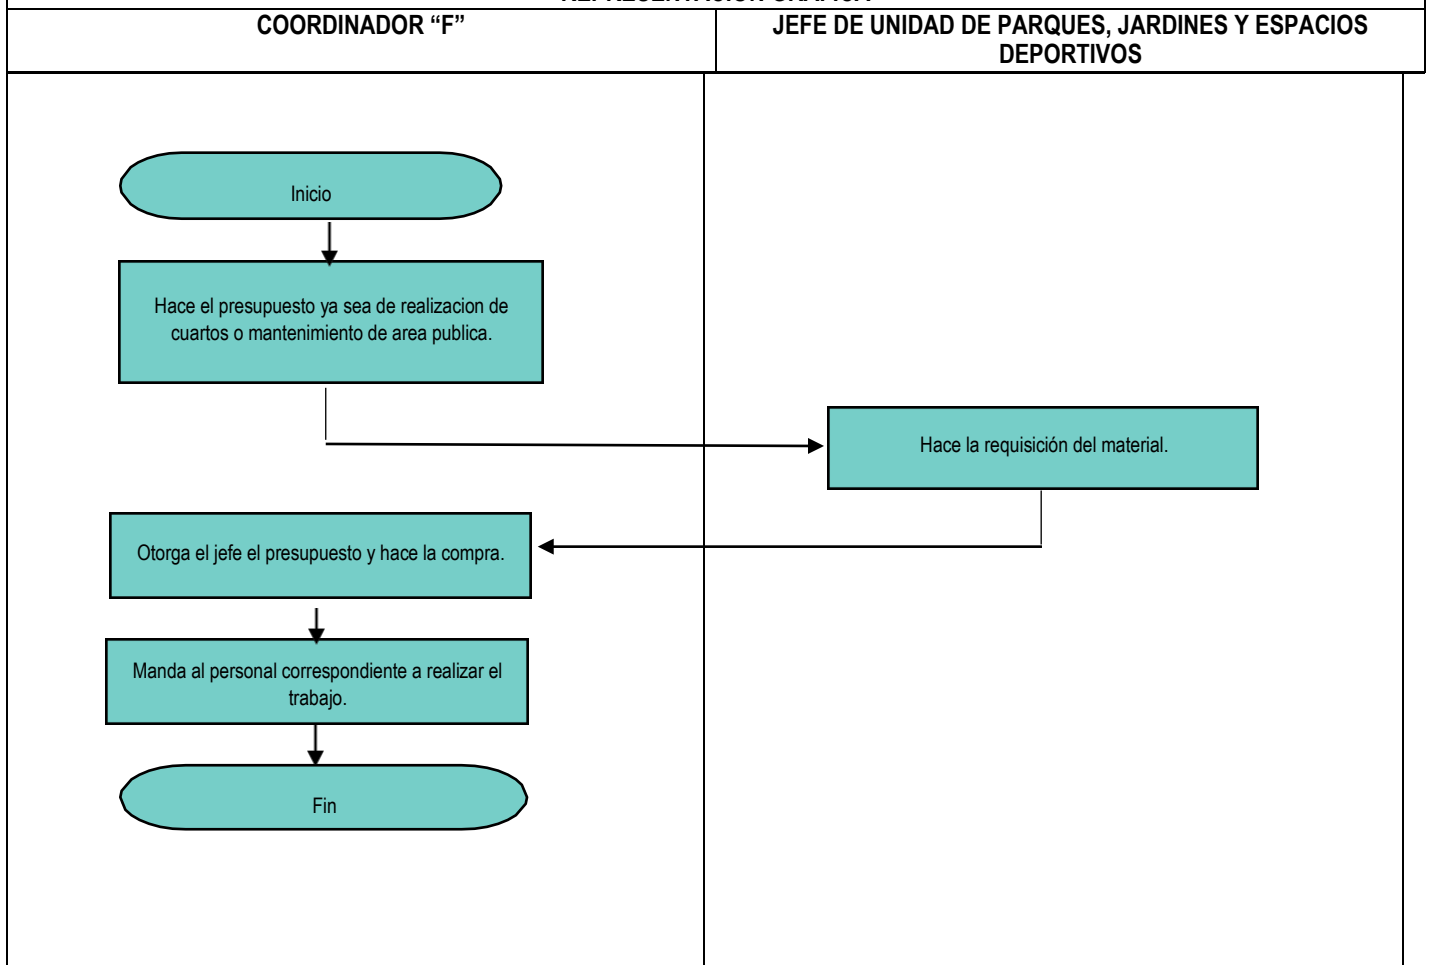 COORDINADOR “F”
JEFE DE UNIDAD DE PARQUES, JARDINES Y ESPACIOS
DEPORTIVOS
Inicio
Hace el presupuesto ya sea de realizacion de
cuartos o mantenimiento de area publica.
Hace la requisición del material.
Otorga el jefe el presupuesto y hace la compra.
Manda al personal correspondiente a realizar el
trabajo.
Fin